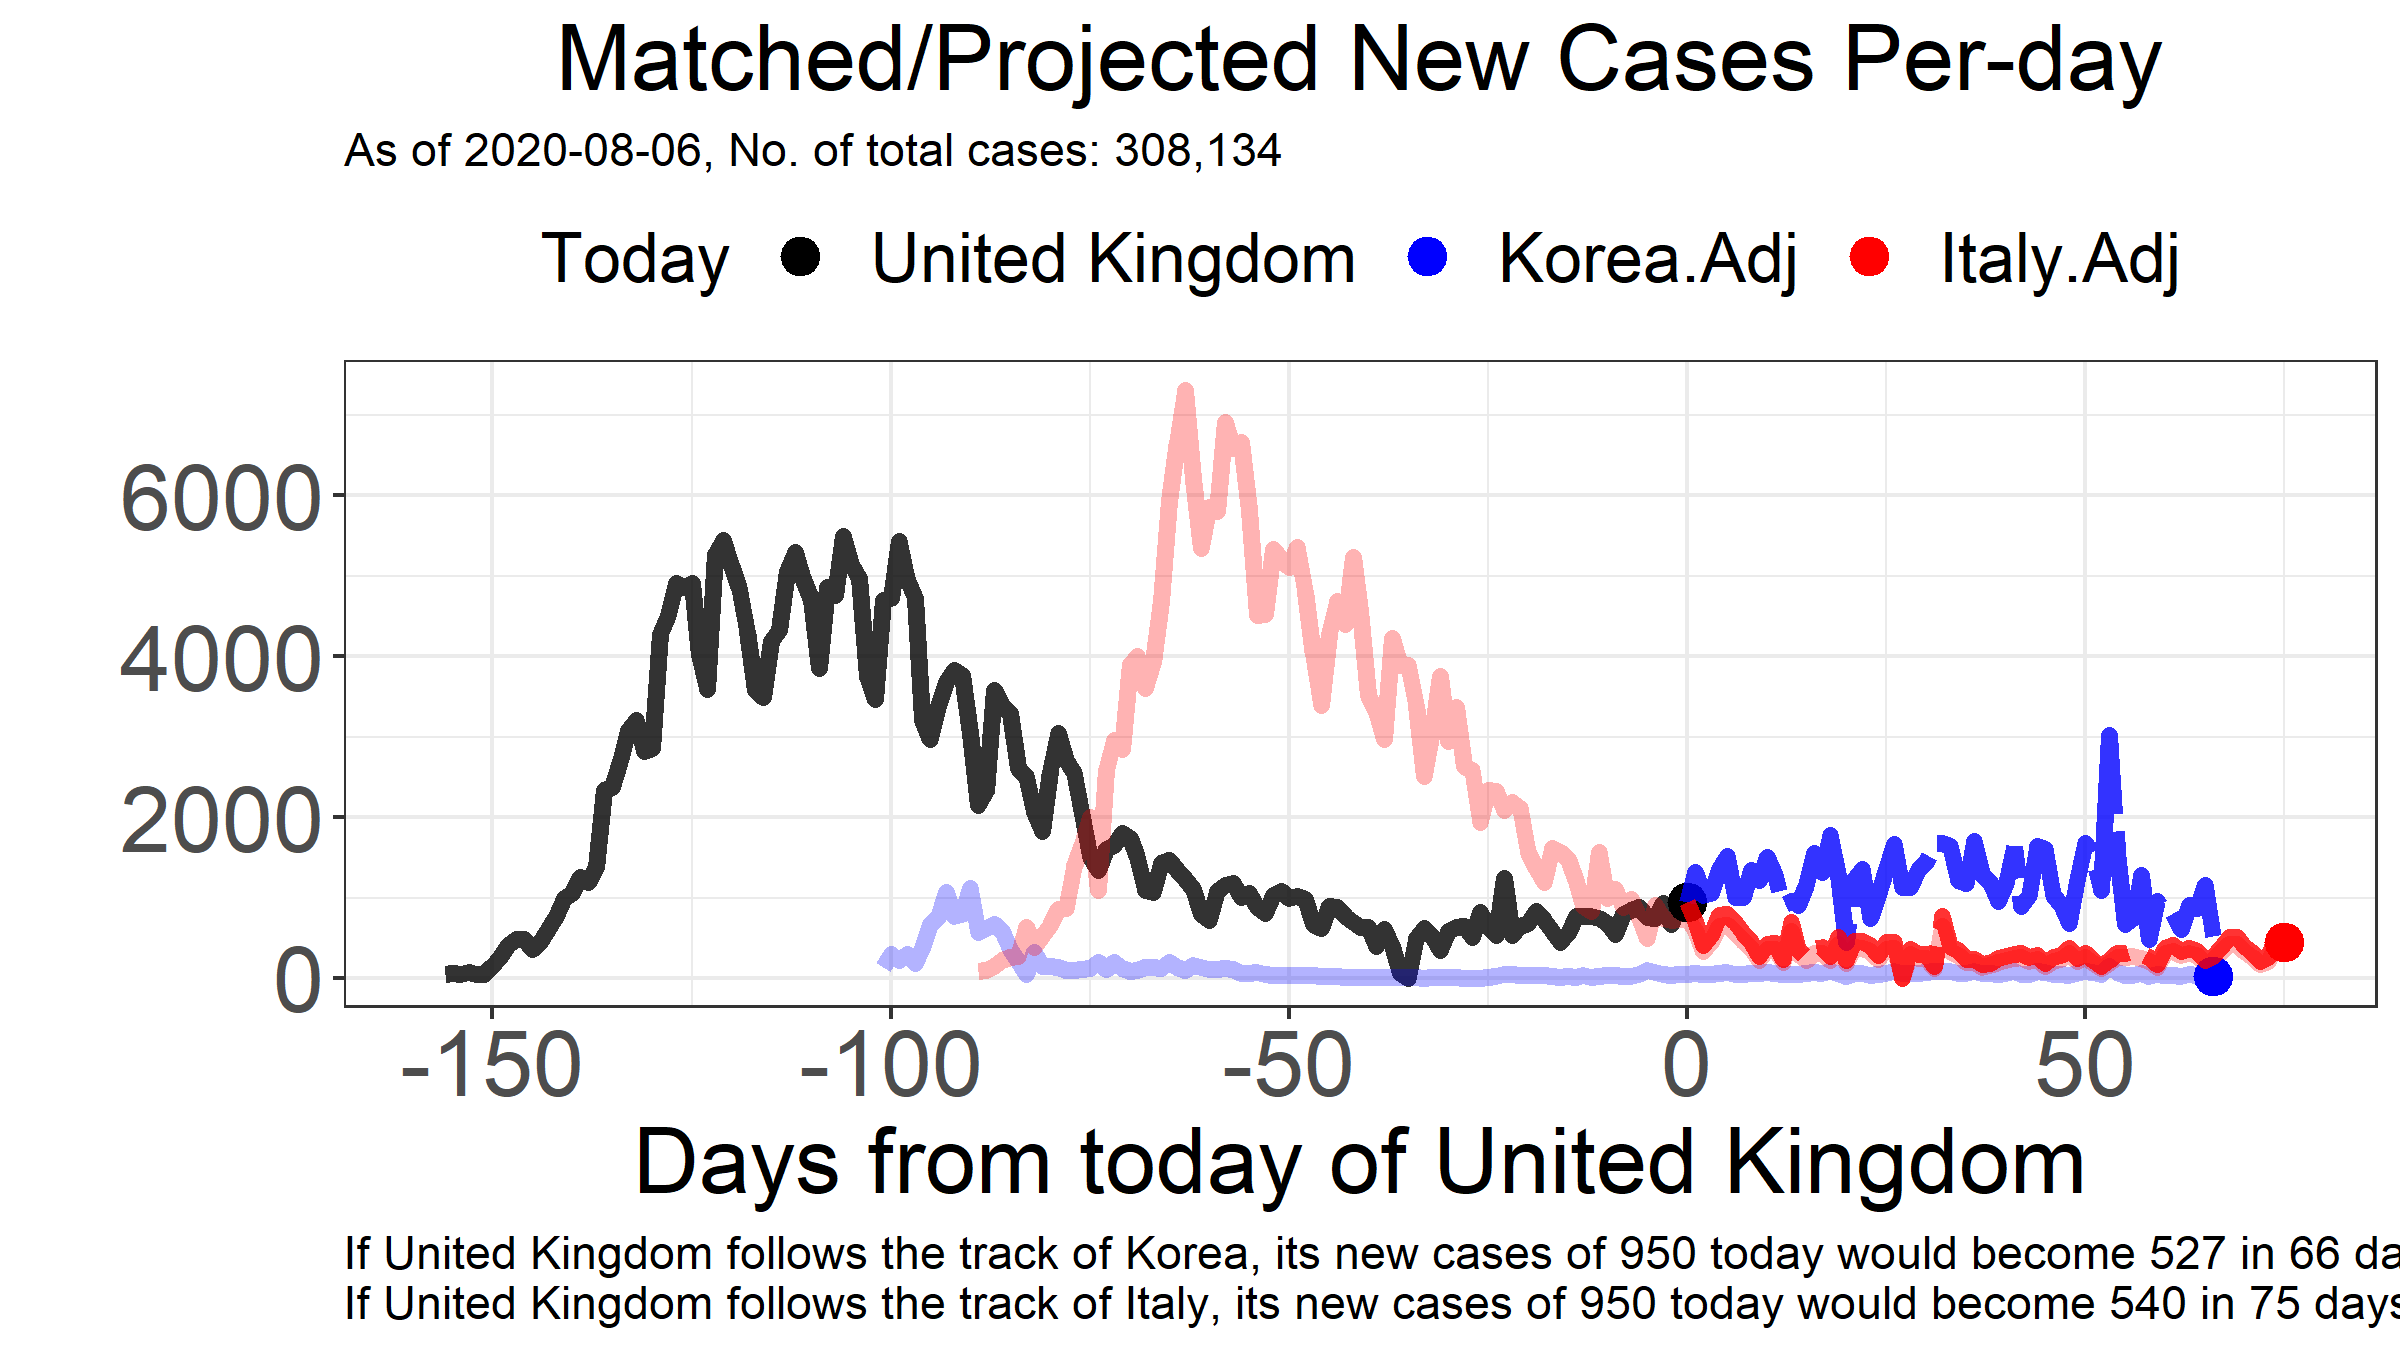 Matched/Projected New Cases Per-day
As of 2020-08-06, No. of total cases: 308,134
Today United Kingdom Korea.Adj Italy.Adj
6000
4000
2000
0
-150 -100 -50 0 50
Days from today of United Kingdom
If United Kingdom follows the track of Korea, its new cases of 950 today would become 527 in 66 da
If United Kingdom follows the track of Italy, its new cases of 950 today would become 540 in 75 days